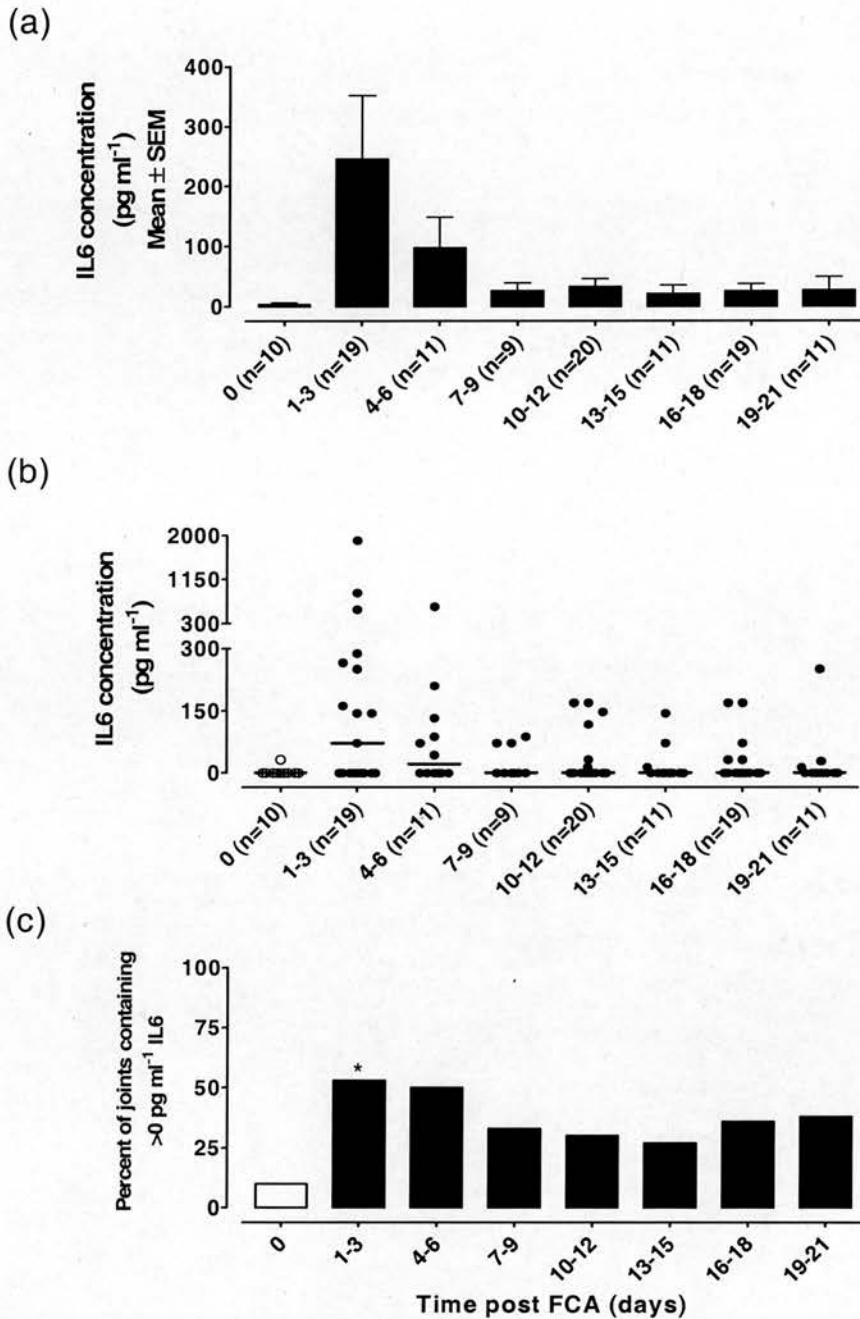 (a)
IL6 concentration
(pg ml⁻¹)
Mean ± SEM
400
300
200
100
0
0 (n=10)
1-3 (n=19)
4-6 (n=11)
7-9 (n=9)
10-12 (n=20)
13-15 (n=11)
16-18 (n=19)
19-21 (n=11)
(b)
IL6 concentration
(pg ml⁻¹)
2000
1150
300
300
150
0
0 (n=10)
1-3 (n=19)
4-6 (n=11)
7-9 (n=9)
10-12 (n=20)
13-15 (n=11)
16-18 (n=19)
19-21 (n=11)
(c)
Percent of joints containing
>0 pg ml⁻¹ IL6
100
75
50
25
0
*
0
1-3
4-6
7-9
10-12
13-15
16-18
19-21
Time post FCA (days)